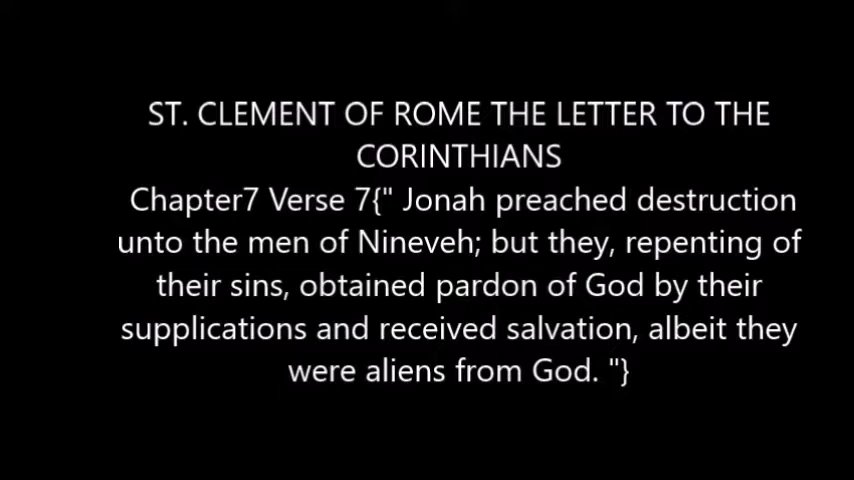 ST. CLEMENT OF ROME THE LETTER TO THE
CORINTHIANS
Chapter7 Verse 7{" Jonah preached destruction
unto the men of Nineveh; but they, repenting of
their sins, obtained pardon of God by their
supplications and received salvation, albeit they
were aliens from God. "}